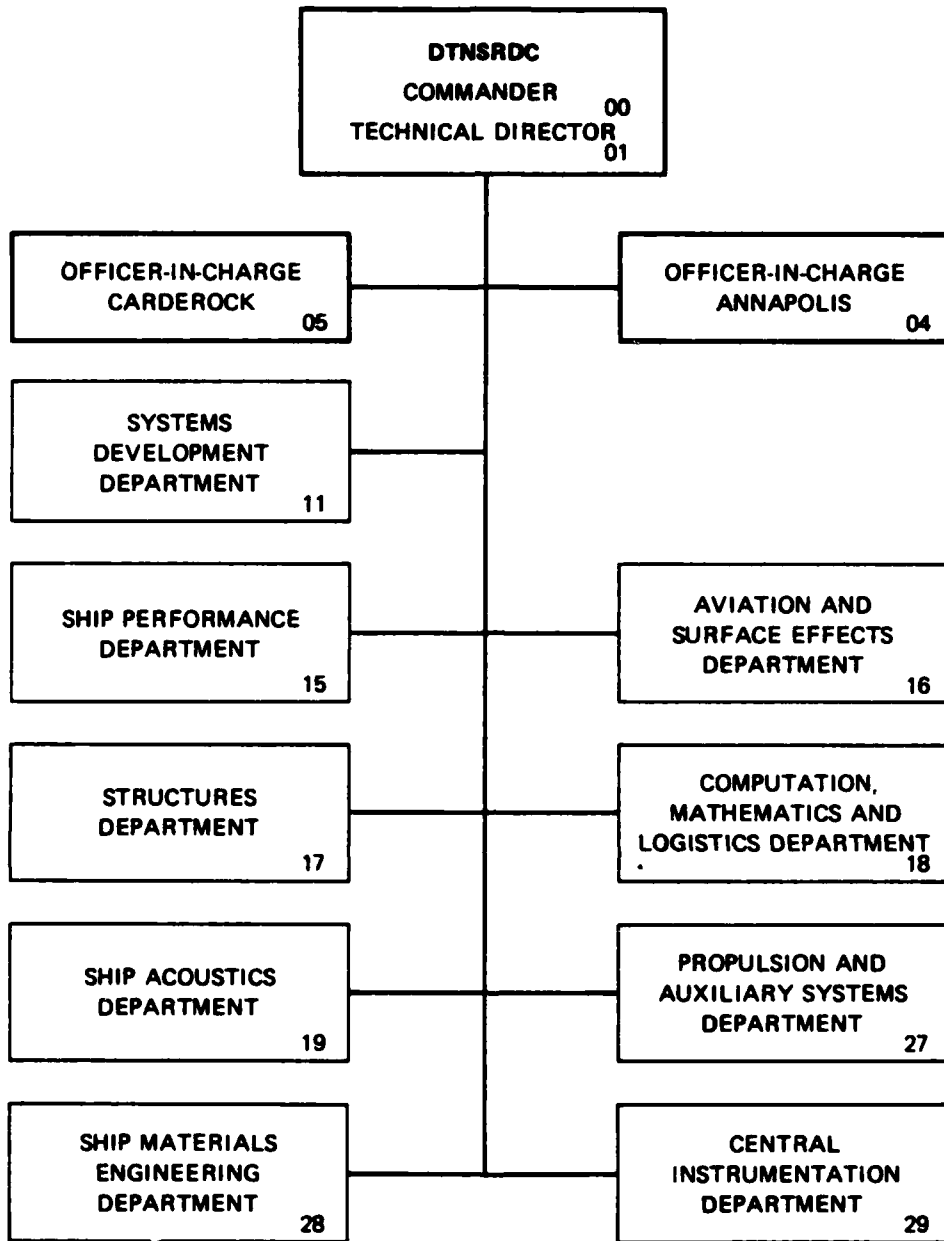 DTNSRDC
COMMANDER
00
TECHNICAL DIRECTOR
01
OFFICER-IN-CHARGE
CARDEROCK
05
OFFICER-IN-CHARGE
ANNAPOLIS
04
SYSTEMS
DEVELOPMENT
DEPARTMENT
11
SHIP PERFORMANCE
DEPARTMENT
15
AVIATION AND
SURFACE EFFECTS
DEPARTMENT
16
STRUCTURES
DEPARTMENT
17
COMPUTATION,
MATHEMATICS AND
LOGISTICS DEPARTMENT
18
SHIP ACOUSTICS
DEPARTMENT
19
PROPULSION AND
AUXILIARY SYSTEMS
DEPARTMENT
27
SHIP MATERIALS
ENGINEERING
DEPARTMENT
28
CENTRAL
INSTRUMENTATION
DEPARTMENT
29